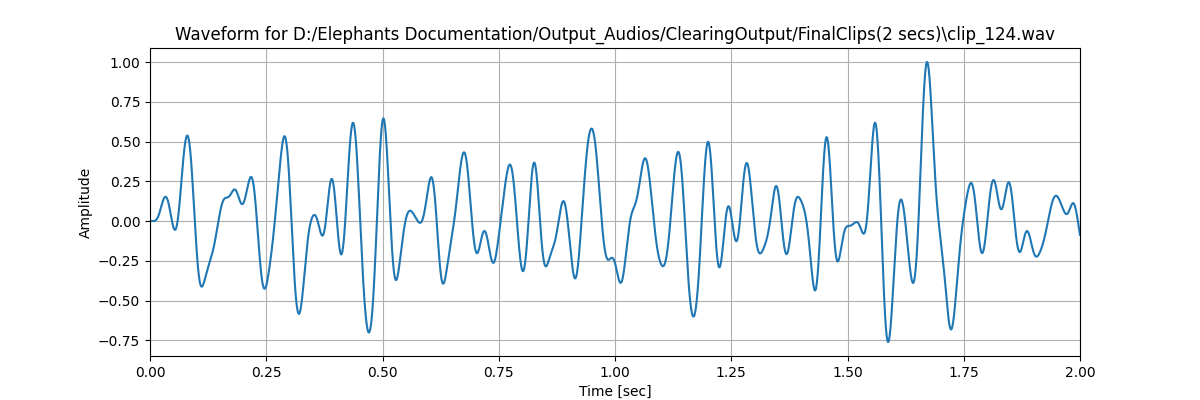 Waveform for D:/Elephants Documentation/Output_Audios/ClearingOutput/FinalClips(2 secs)\clip_124.wav
1.00
0.75
0.50
0.25
0.00
−0.25
−0.50
−0.75
Amplitude
0.00 0.25 0.50 0.75 1.00 1.25 1.50 1.75 2.00
Time [sec]